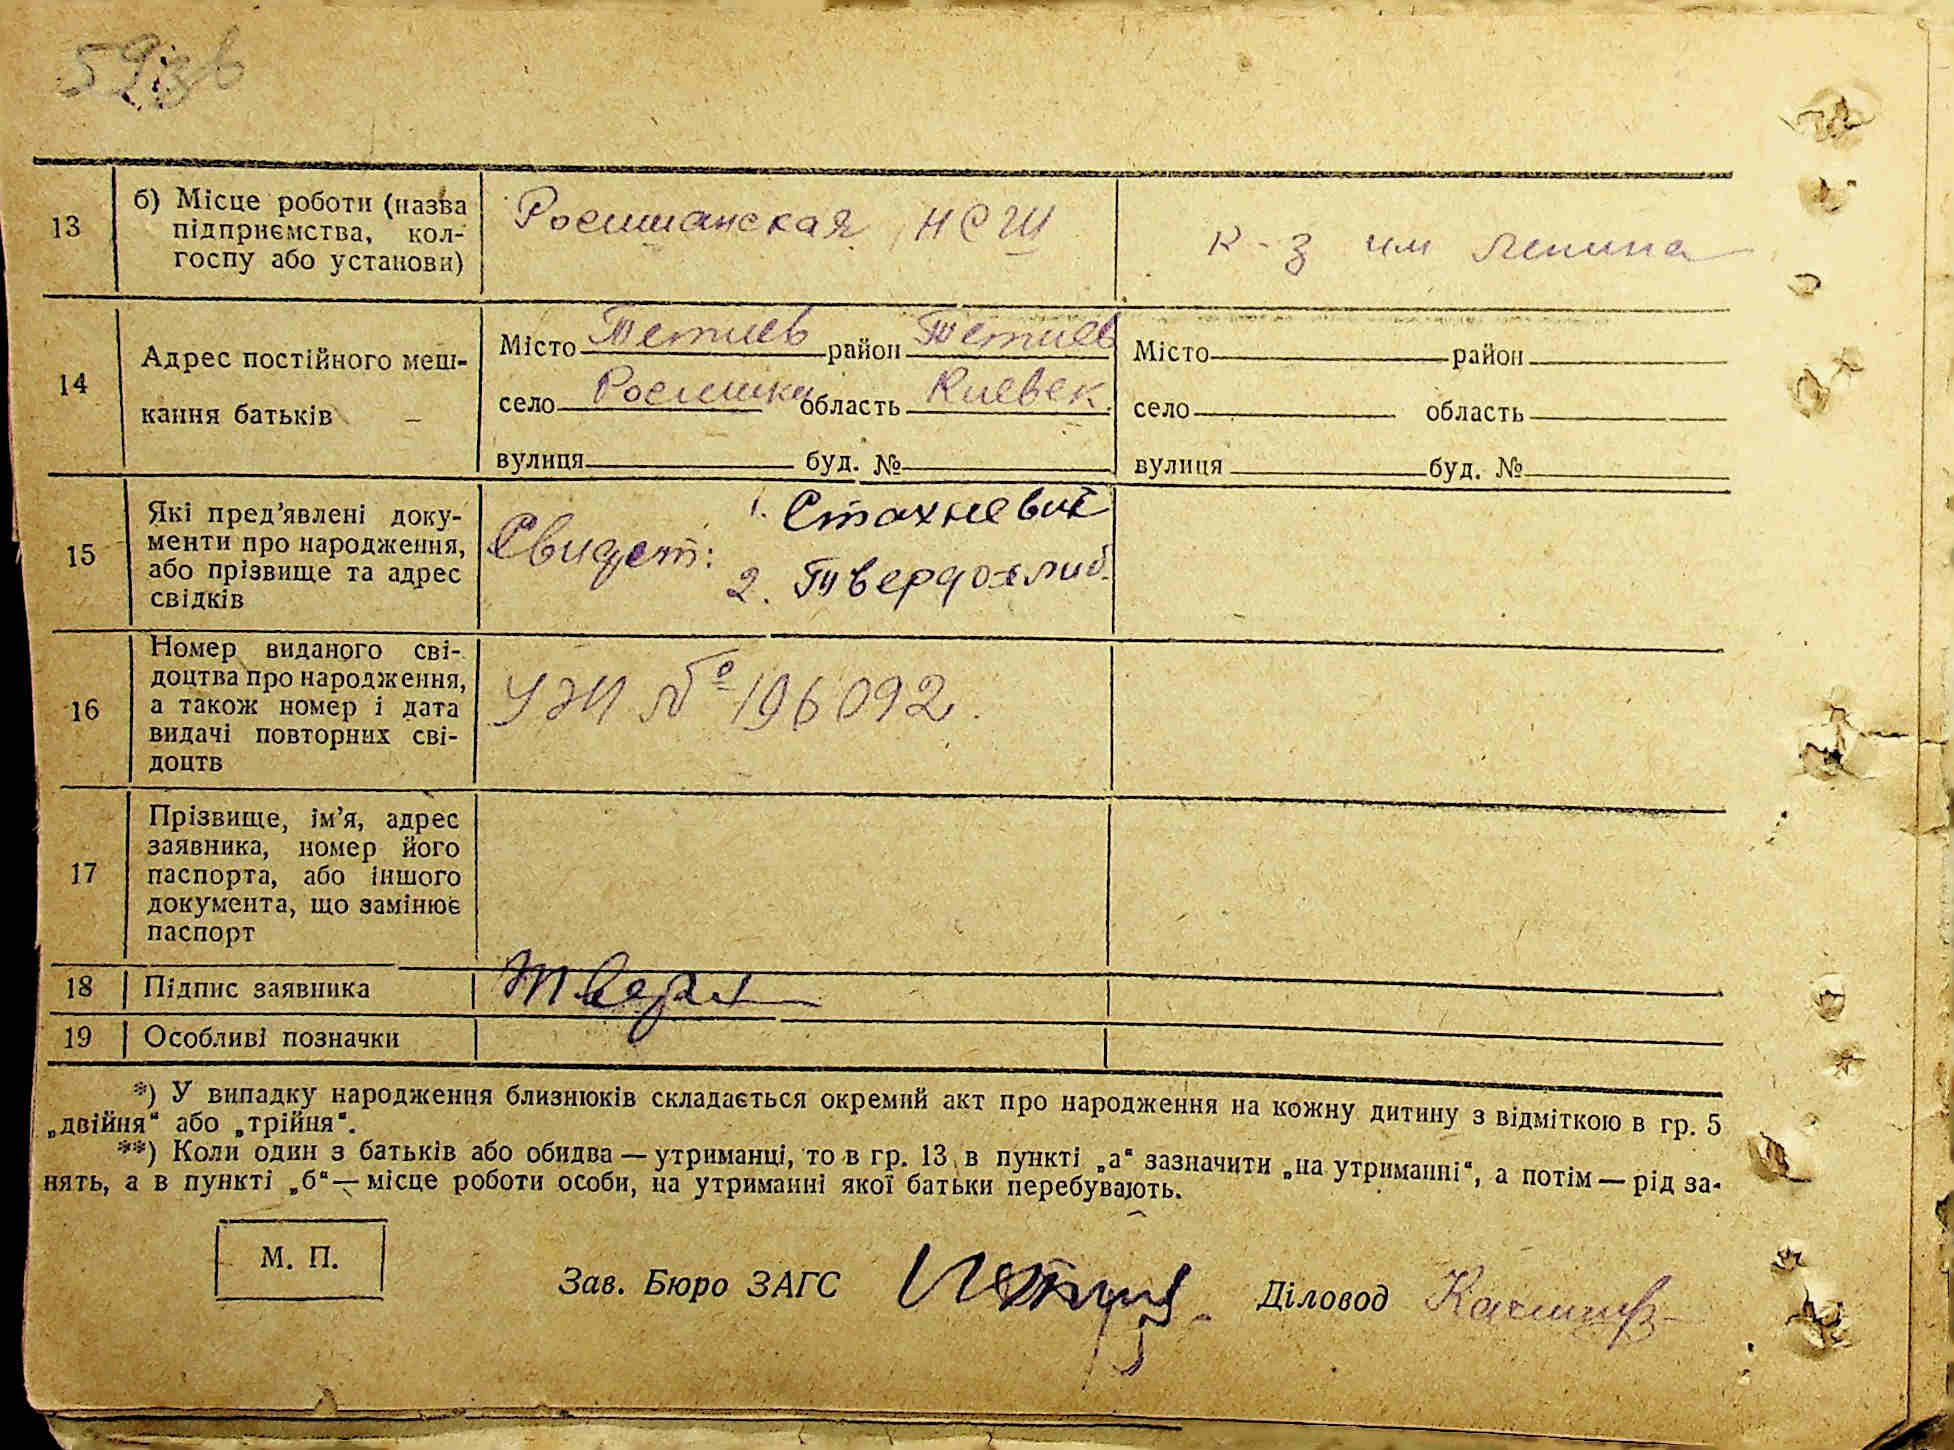 59зв
13
б) Місце роботи (назва
підприємства, кол-
госпу або установи)
Росишанская НСШ
к-з им Ленина
14
Адрес постійного меш-
кання батьків
Місто Тетиев район Тетиев
село Росишки область Киевск
вулиця буд. №
Місто район
село область
вулиця буд. №
15
Які пред’явлені доку-
менти про народження,
або прізвище та адрес
свідків
Свидет: 1. Стахневич
2. Твердохлиб
16
Номер виданого сві-
доцтва про народження,
а також номер і дата
видачі повторних сві-
доцтв
УЖ № 196092.
17
Прізвище, ім’я, адрес
заявника, номер його
паспорта, або іншого
документа, що замінює
паспорт
18 Підпис заявника
19 Особливі позначки
*) У випадку народження близнюків складається окремий акт про народження на кожну дитину з відміткою в гр. 5
„двійня“ або „трійня“.
**) Коли один з батьків або обидва — утриманці, то в гр. 13 в пункті „а“ зазначити „на утриманні“, а потім — рід за-
нять, а в пункті „б“ — місце роботи особи, на утриманні якої батьки перебувають.
М. П.
Зав. Бюро ЗАГС
Діловод